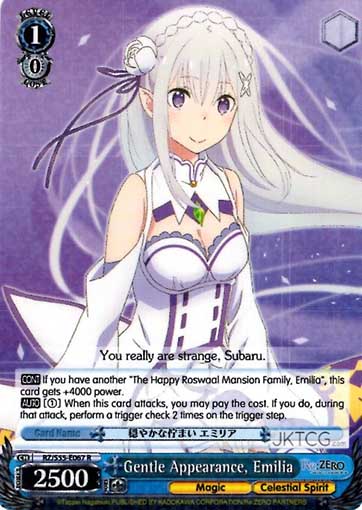 1
0
You really are strange, Subaru.
CONT If you have another "The Happy Roswaal Mansion Family, Emilia", this
card gets +4000 power.
AUTO [(1)] When this card attacks, you may pay the cost. If you do, during
that attack, perform a trigger check 2 times on the trigger step.
Card Name 穏やかな佇まい エミリア
JKTCG.com
RZ/S55-E067 R
2500
Gentle Appearance, Emilia
Re:ZERO
Magic
Celestial Spirit